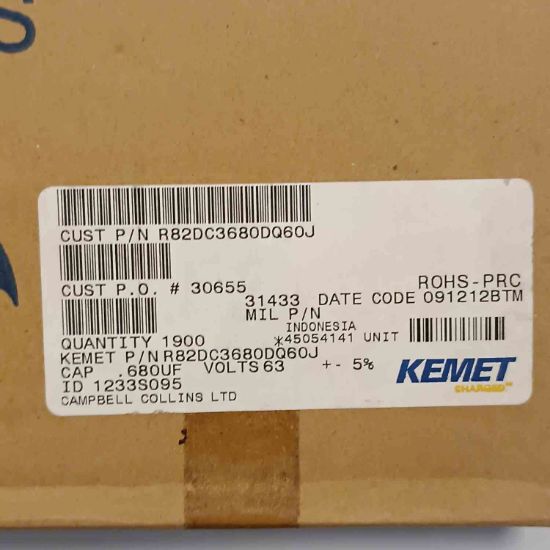 S.
CUST P/N R82DC3680DQ60J
CUST P.O. # 30655
ROHS-PRC
31433 DATE CODE 091212BTM
MIL P/N
INDONESIA
QUANTITY 1900 *45054141 UNIT
KEMET P/N R82DC3680DQ60J
CAP .680UF VOLTS 63 +- 5%
ID 1233S095
CAMPBELL COLLINS LTD
KEMET
CHARGED